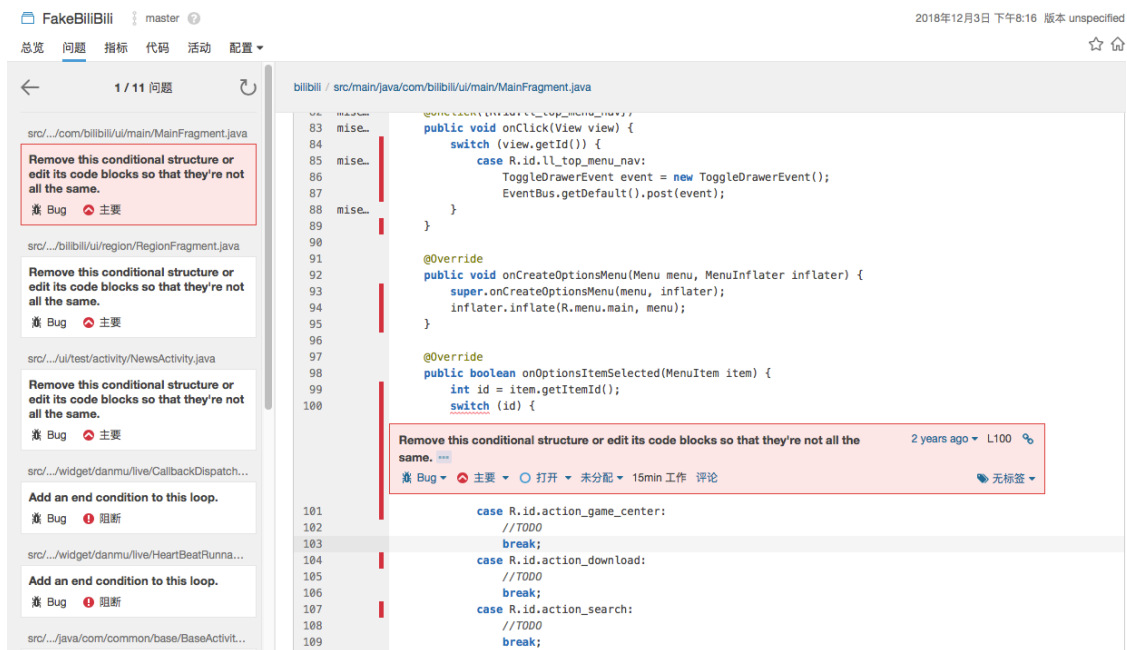 FakeBiliBili master ?
2018年12月3日 下午8:16 版本 unspecified
总览 问题 指标 代码 活动 配置
1 / 11 问题
src/.../com/bilibili/ui/main/MainFragment.java
Remove this conditional structure or
edit its code blocks so that they're not
all the same.
Bug 主要
src/.../bilibili/ui/region/RegionFragment.java
Remove this conditional structure or
edit its code blocks so that they're not
all the same.
Bug 主要
src/.../ui/test/activity/NewsActivity.java
Remove this conditional structure or
edit its code blocks so that they're not
all the same.
Bug 主要
src/.../widget/danmu/live/CallbackDispatch...
Add an end condition to this loop.
Bug 阻断
src/.../widget/danmu/live/HeartBeatRunna...
Add an end condition to this loop.
Bug 阻断
src/.../java/com/common/base/BaseActivit...
bilibili / src/main/java/com/bilibili/ui/main/MainFragment.java
82 mise… @OnClick({R.id.ll_top_menu_nav})
83 mise… public void onClick(View view) {
84 switch (view.getId()) {
85 mise… case R.id.ll_top_menu_nav:
86 ToggleDrawerEvent event = new ToggleDrawerEvent();
87 EventBus.getDefault().post(event);
88 mise… }
89 }
90
91 @Override
92 public void onCreateOptionsMenu(Menu menu, MenuInflater inflater) {
93 super.onCreateOptionsMenu(menu, inflater);
94 inflater.inflate(R.menu.main, menu);
95 }
96
97 @Override
98 public boolean onOptionsItemSelected(MenuItem item) {
99 int id = item.getItemId();
100 switch (id) {
Remove this conditional structure or edit its code blocks so that they're not all the
same. ...
2 years ago L100
Bug 主要 打开 未分配 15min 工作 评论 无标签
101 case R.id.action_game_center:
102 //TODO
103 break;
104 case R.id.action_download:
105 //TODO
106 break;
107 case R.id.action_search:
108 //TODO
109 break;